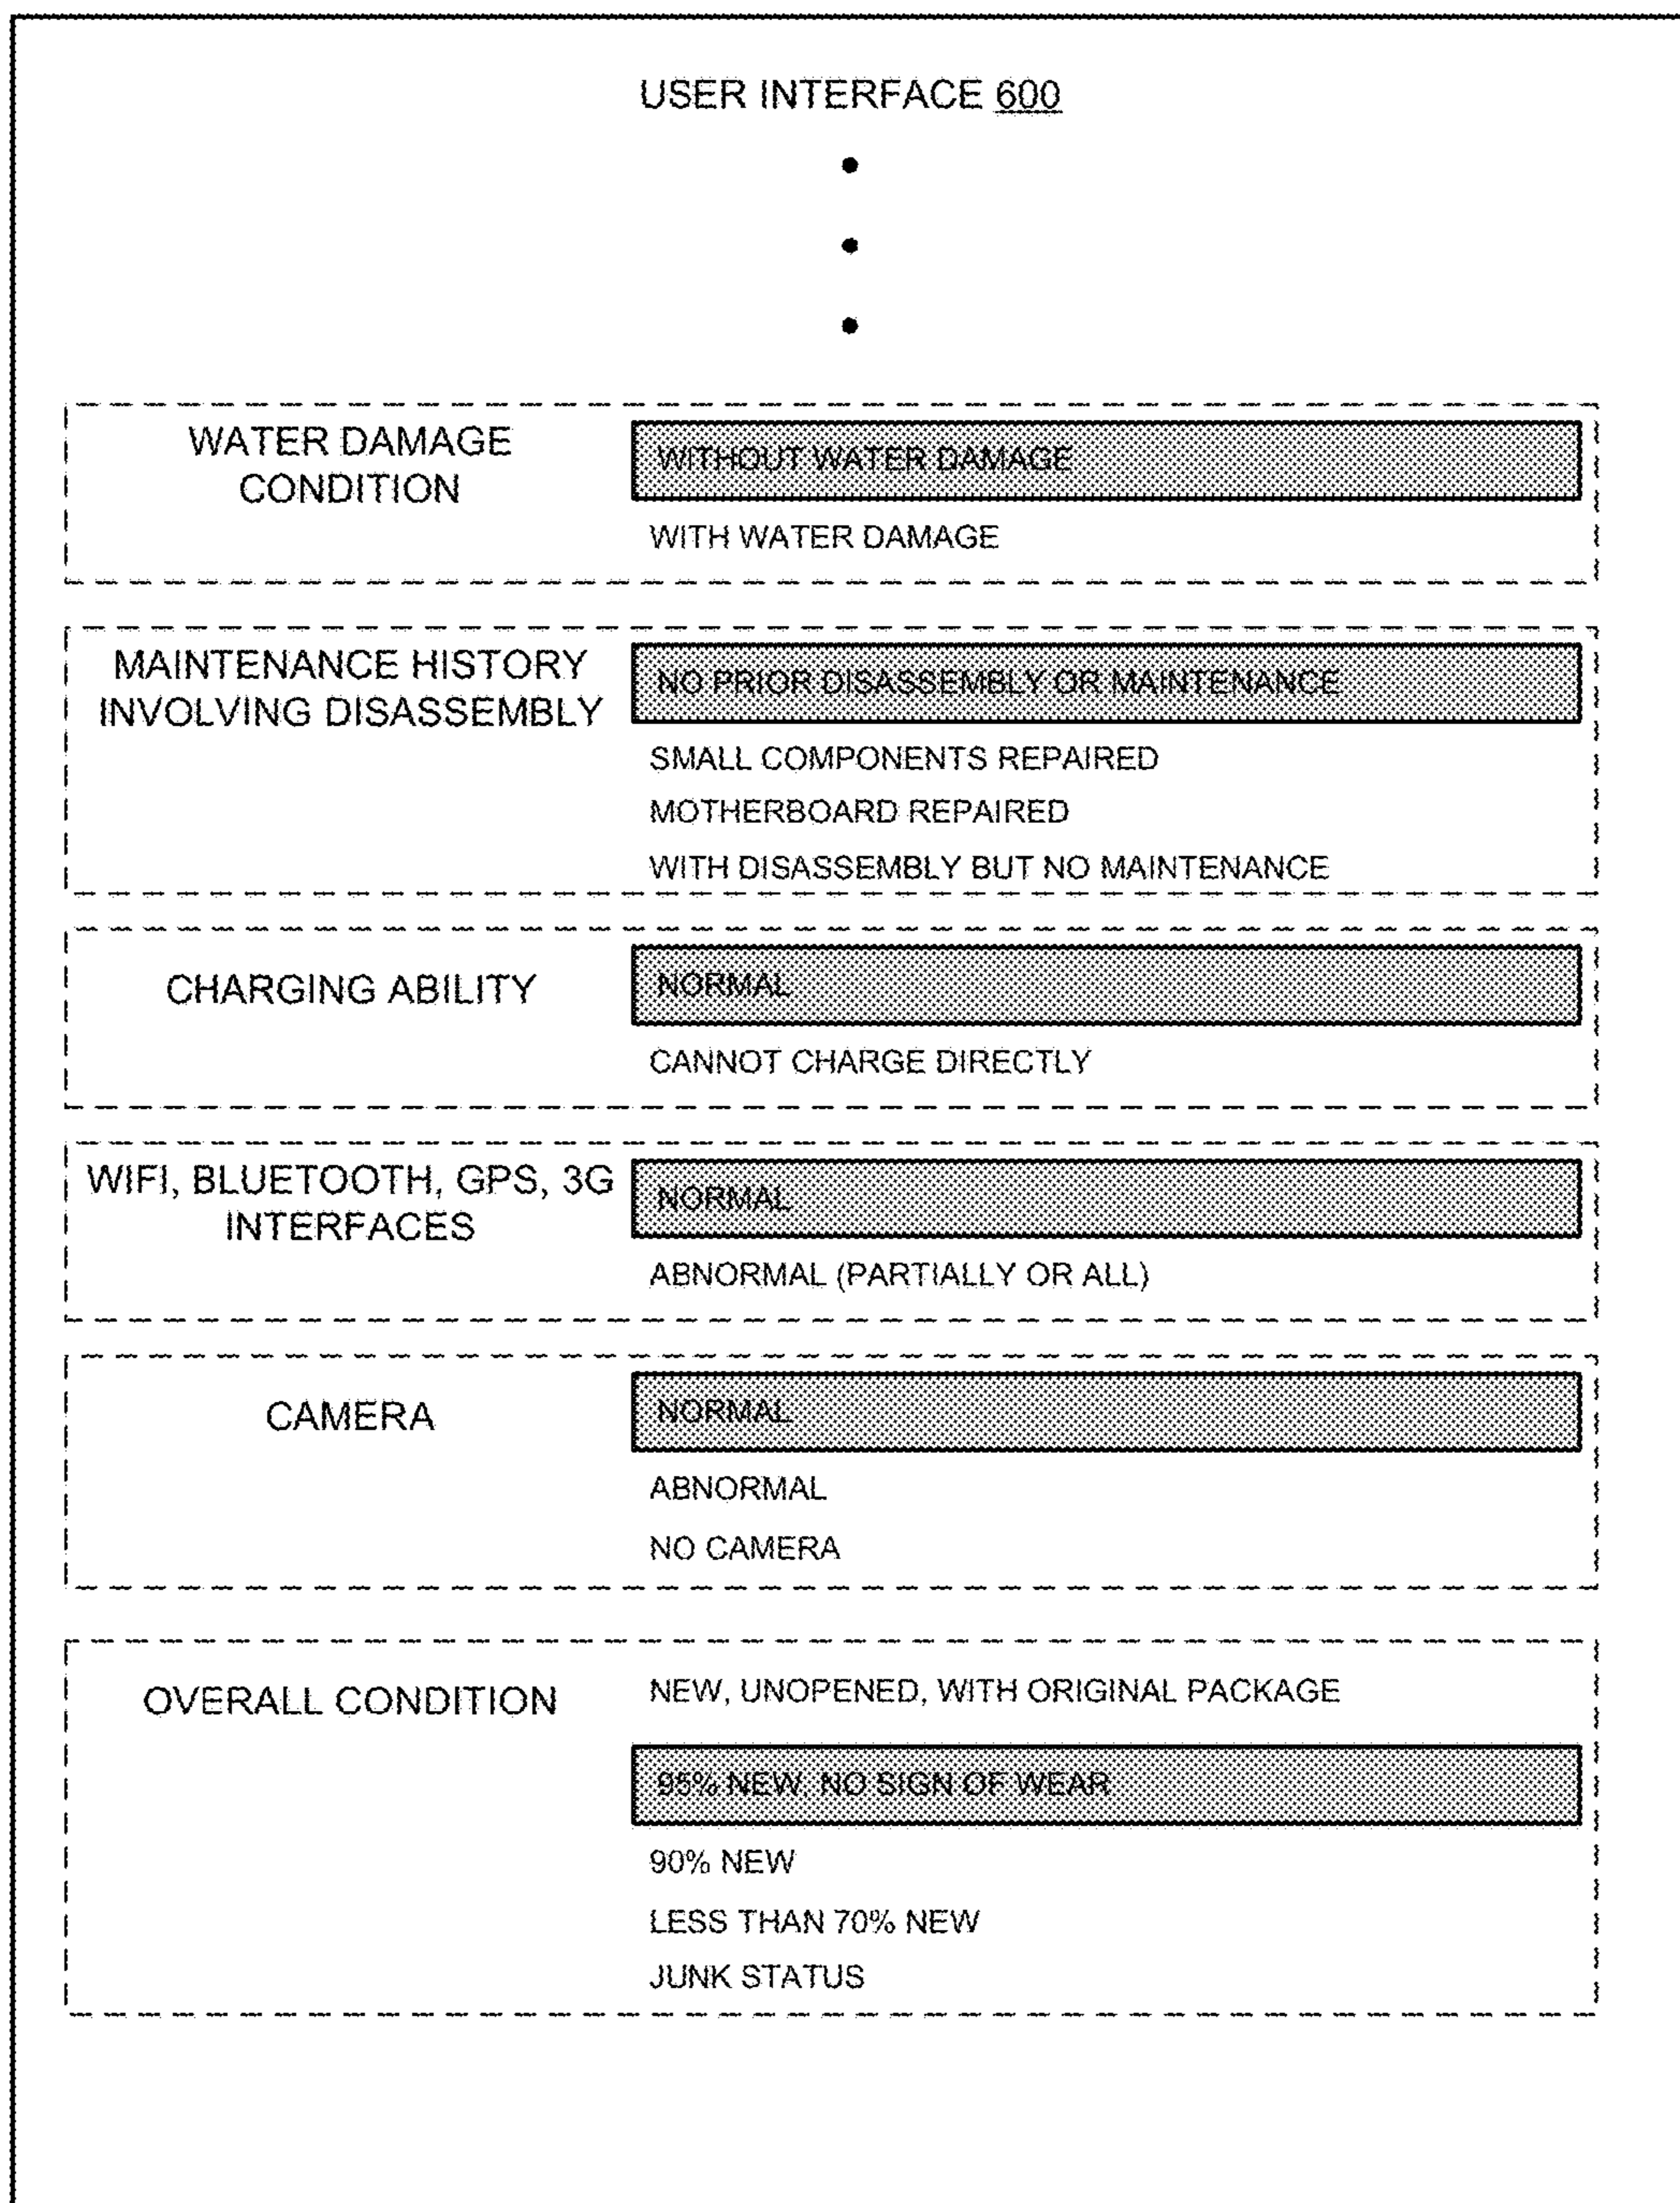 USER INTERFACE 600
WATER DAMAGE
CONDITION
WITHOUT WATER DAMAGE
WITH WATER DAMAGE
MAINTENANCE HISTORY
INVOLVING DISASSEMBLY
NO PRIOR DISASSEMBLY OR MAINTENANCE
SMALL COMPONENTS REPAIRED
MOTHERBOARD REPAIRED
WITH DISASSEMBLY BUT NO MAINTENANCE
CHARGING ABILITY
NORMAL
CANNOT CHARGE DIRECTLY
WIFI, BLUETOOTH, GPS, 3G
INTERFACES
NORMAL
ABNORMAL (PARTIALLY OR ALL)
CAMERA
NORMAL
ABNORMAL
NO CAMERA
OVERALL CONDITION
NEW, UNOPENED, WITH ORIGINAL PACKAGE
95% NEW, NO SIGN OF WEAR
90% NEW
LESS THAN 70% NEW
JUNK STATUS